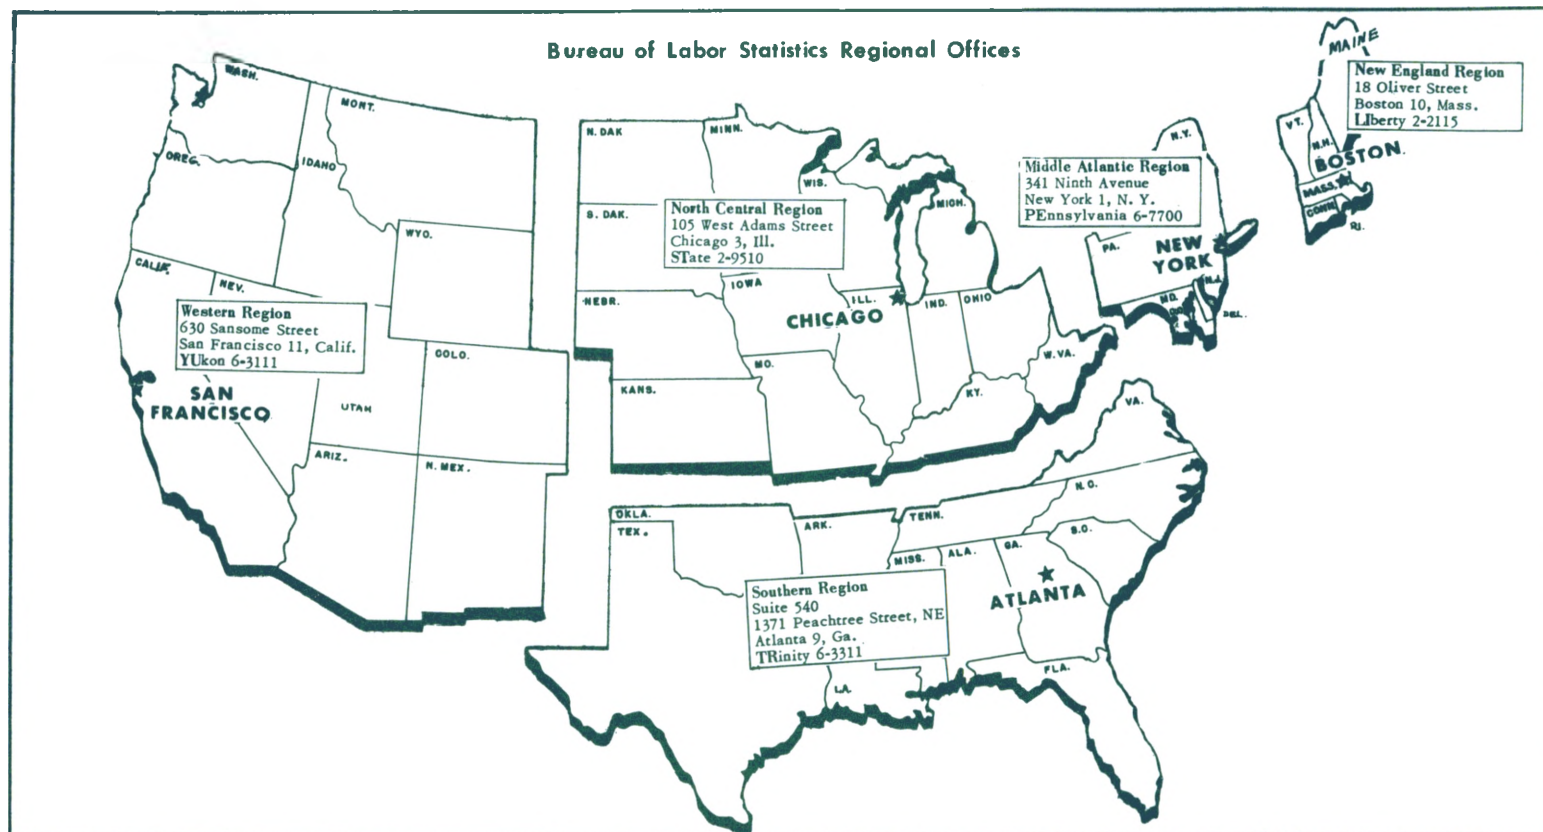 Bureau of Labor Statistics Regional Offices
MAINE
New England Region
18 Oliver Street
Boston 10, Mass.
LIberty 2-2115
VT.
N.H.
BOSTON
MASS.
CONN.
R.I.
N.Y.
Middle Atlantic Region
341 Ninth Avenue
New York 1, N. Y.
PEnnsylvania 6-7700
PA.
NEW
YORK
N.J.
MD.
DEL.
WASH.
MONT.
OREG.
IDAHO
WYO.
CALIF.
NEV.
Western Region
630 Sansome Street
San Francisco 11, Calif.
YUkon 6-3111
SAN
FRANCISCO
UTAH
COLO.
ARIZ.
N. MEX.
N. DAK
MINN.
WIS.
MICH.
S. DAK.
North Central Region
105 West Adams Street
Chicago 3, Ill.
STate 2-9510
NEBR.
IOWA
ILL.
IND.
OHIO
CHICAGO
KANS.
MO.
KY.
W.VA.
VA.
OKLA.
TEX.
ARK.
TENN.
N.C.
S.C.
MISS.
ALA.
GA.
Southern Region
Suite 540
1371 Peachtree Street, NE
Atlanta 9, Ga.
TRinity 6-3311
ATLANTA
LA.
FLA.